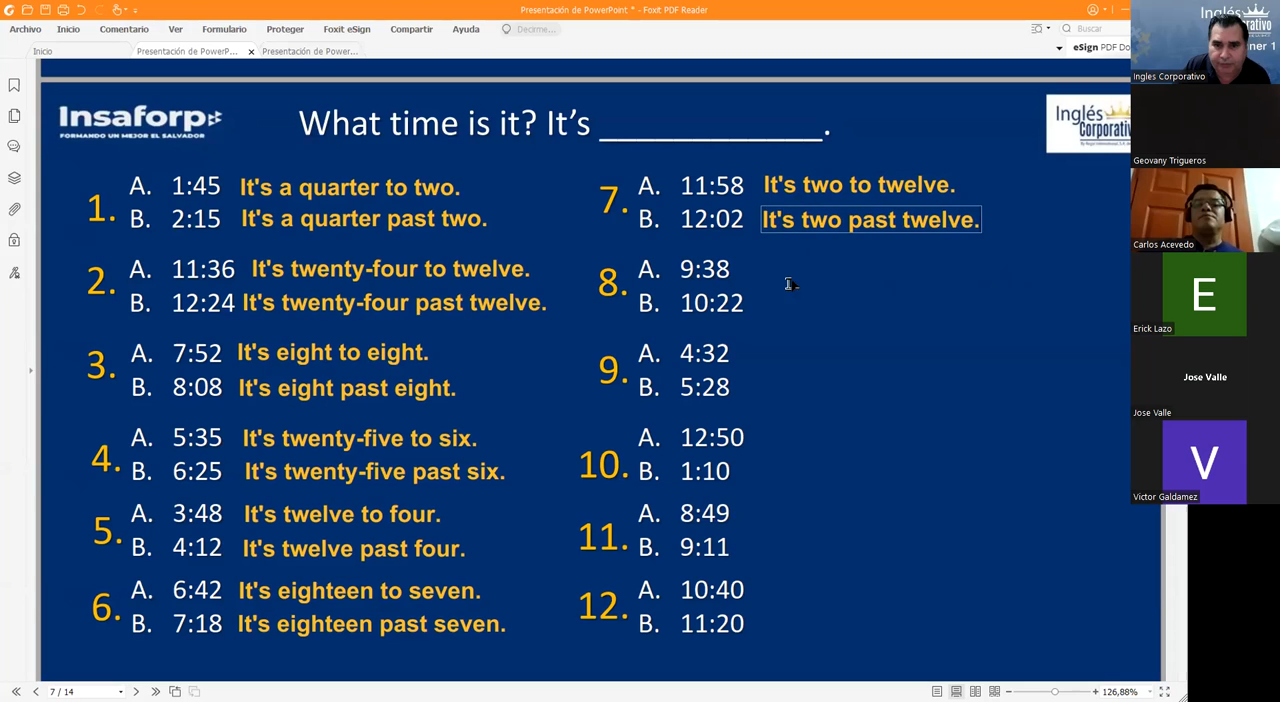 Presentación de PowerPoint * - Foxit PDF Reader
Archivo Inicio Comentario Ver Formulario Proteger Foxit eSign Compartir Ayuda Decirme... Buscar
Inicio Presentación de PowerP... Presentación de Power... eSign PDF Do
Insaforp
FORMANDO UN MEJOR EL SALVADOR
What time is it? It's _______________.
Inglés
Corporativo
1.
A. 1:45 It's a quarter to two.
B. 2:15 It's a quarter past two.
2.
A. 11:36 It's twenty-four to twelve.
B. 12:24 It's twenty-four past twelve.
3.
A. 7:52 It's eight to eight.
B. 8:08 It's eight past eight.
4.
A. 5:35 It's twenty-five to six.
B. 6:25 It's twenty-five past six.
5.
A. 3:48 It's twelve to four.
B. 4:12 It's twelve past four.
6.
A. 6:42 It's eighteen to seven.
B. 7:18 It's eighteen past seven.
7.
A. 11:58 It's two to twelve.
B. 12:02 It's two past twelve.
8.
A. 9:38
B. 10:22
9.
A. 4:32
B. 5:28
10.
A. 12:50
B. 1:10
11.
A. 8:49
B. 9:11
12.
A. 10:40
B. 11:20
7 / 14
126,88%
Inglés
ner 1
Ingles Corporativo
Geovany Trigueros
Carlos Acevedo
E
Erick Lazo
Jose Valle
Jose Valle
V
Victor Galdamez